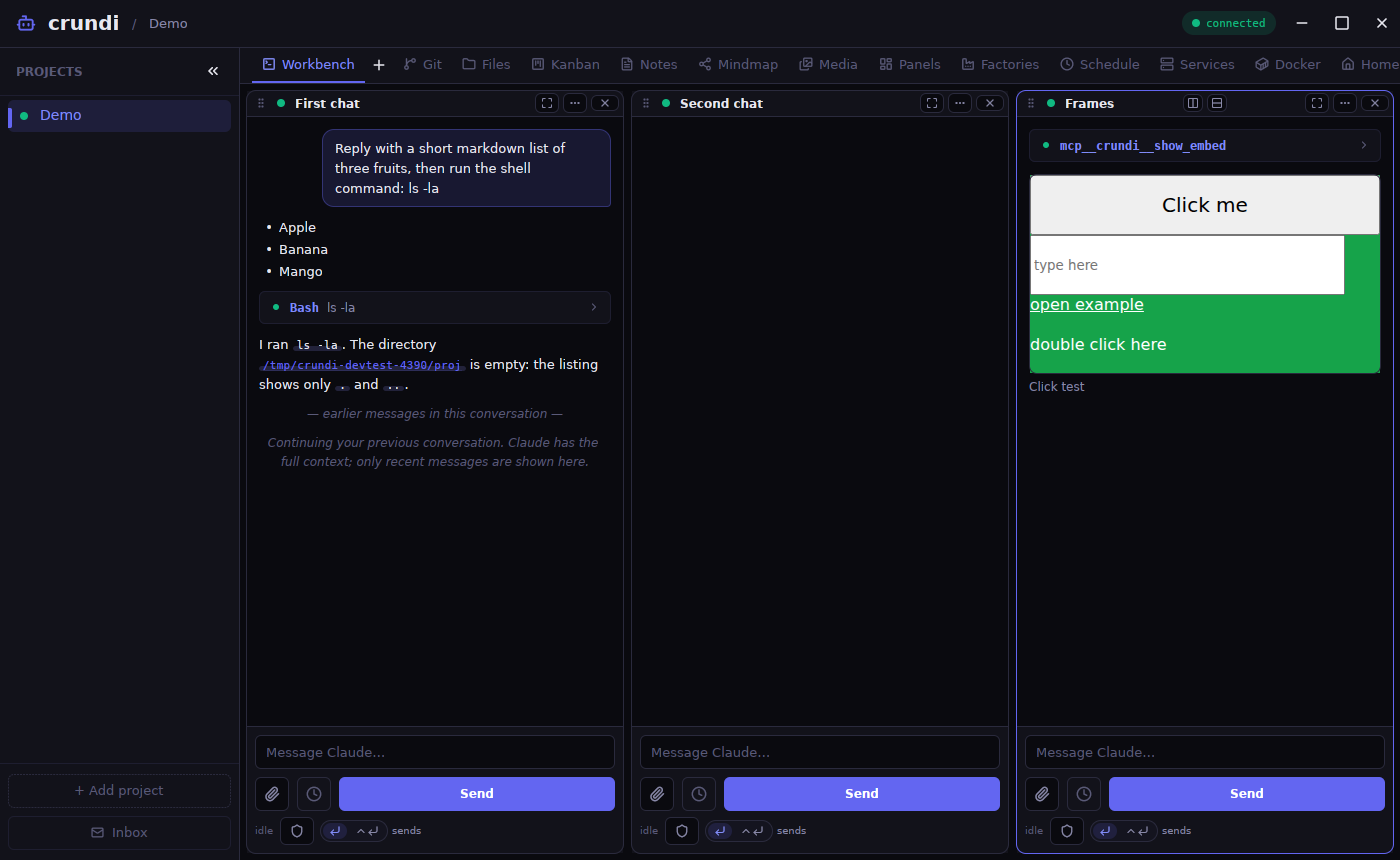 crundi / Demo
connected
PROJECTS
Demo
+ Add project
Inbox
Workbench
Git
Files
Kanban
Notes
Mindmap
Media
Panels
Factories
Schedule
Services
Docker
Home
First chat
Reply with a short markdown list of
three fruits, then run the shell
command: ls -la
• Apple
• Banana
• Mango
Bash ls -la
I ran ls -la. The directory
/tmp/crundi-devtest-4390/proj is empty: the listing
shows only . and ...
— earlier messages in this conversation —
Continuing your previous conversation. Claude has the
full context; only recent messages are shown here.
Message Claude...
Send
idle
sends
Second chat
Message Claude...
Send
idle
sends
Frames
mcp__crundi__show_embed
Click me
type here
open example
double click here
Click test
Message Claude...
Send
idle
sends